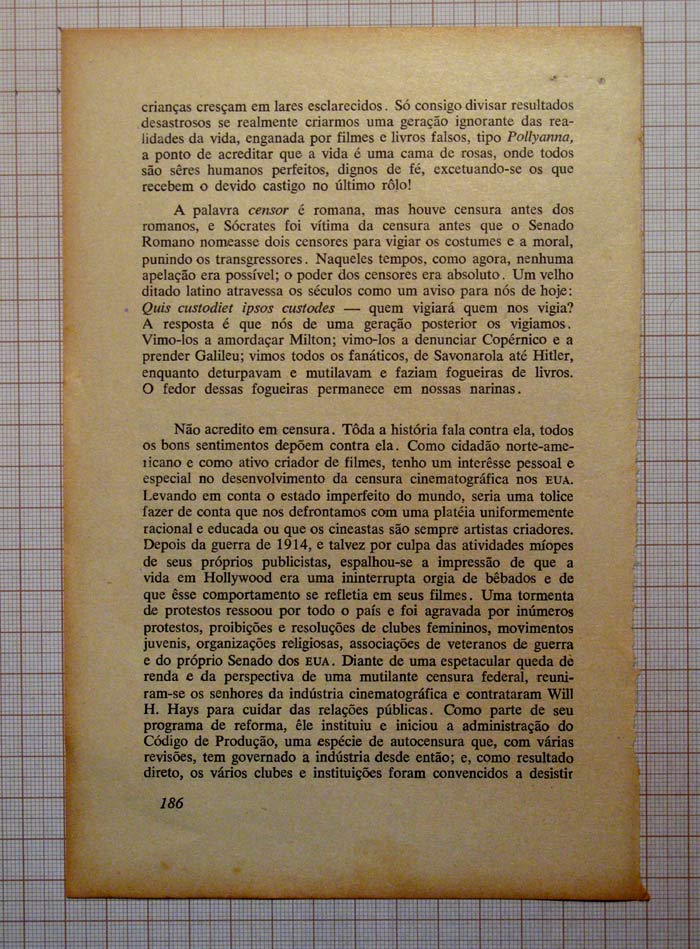 crianças cresçam em lares esclarecidos. Só consigo divisar resultados
desastrosos se realmente criarmos uma geração ignorante das rea-
lidades da vida, enganada por filmes e livros falsos, tipo Pollyanna,
a ponto de acreditar que a vida é uma cama de rosas, onde todos
são sêres humanos perfeitos, dignos de fé, excetuando-se os que
recebem o devido castigo no último rôlo!
A palavra censor é romana, mas houve censura antes dos
romanos, e Sócrates foi vítima da censura antes que o Senado
Romano nomeasse dois censores para vigiar os costumes e a moral,
punindo os transgressores. Naqueles tempos, como agora, nenhuma
apelação era possível; o poder dos censores era absoluto. Um velho
ditado latino atravessa os séculos como um aviso para nós de hoje:
Quis custodiet ipsos custodes — quem vigiará quem nos vigia?
A resposta é que nós de uma geração posterior os vigiamos.
Vimo-los a amordaçar Milton; vimo-los a denunciar Copérnico e a
prender Galileu; vimos todos os fanáticos, de Savonarola até Hitler,
enquanto deturpavam e mutilavam e faziam fogueiras de livros.
O fedor dessas fogueiras permanece em nossas narinas.
Não acredito em censura. Tôda a história fala contra ela, todos
os bons sentimentos depõem contra ela. Como cidadão norte-ame-
ricano e como ativo criador de filmes, tenho um interêsse pessoal e
especial no desenvolvimento da censura cinematográfica nos EUA.
Levando em conta o estado imperfeito do mundo, seria uma tolice
fazer de conta que nos defrontamos com uma platéia uniformemente
racional e educada ou que os cineastas são sempre artistas criadores.
Depois da guerra de 1914, e talvez por culpa das atividades míopes
de seus próprios publicistas, espalhou-se a impressão de que a
vida em Hollywood era uma ininterrupta orgia de bêbados e de
que êsse comportamento se refletia em seus filmes. Uma tormenta
de protestos ressoou por todo o país e foi agravada por inúmeros
protestos, proibições e resoluções de clubes femininos, movimentos
juvenis, organizações religiosas, associações de veteranos de guerra
e do próprio Senado dos EUA. Diante de uma espetacular queda de
renda e da perspectiva de uma mutilante censura federal, reuni-
ram-se os senhores da indústria cinematográfica e contrataram Will
H. Hays para cuidar das relações públicas. Como parte de seu
programa de reforma, êle instituiu e iniciou a administração do
Código de Produção, uma espécie de autocensura que, com várias
revisões, tem governado a indústria desde então; e, como resultado
direto, os vários clubes e instituições foram convencidos a desistir
186